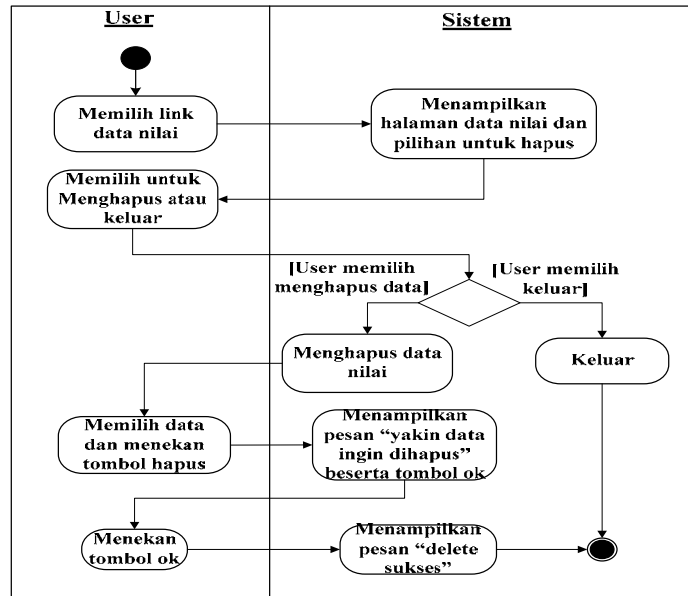 User
Sistem
Memilih link
data nilai
Menampilkan
halaman data nilai dan
pilihan untuk hapus
Memilih untuk
Menghapus atau
keluar
[User memilih
menghapus data]
[User memilih
keluar]
Menghapus data
nilai
Keluar
Memilih data
dan menekan
tombol hapus
Menampilkan
pesan “yakin data
ingin dihapus”
beserta tombol ok
Menekan
tombol ok
Menampilkan
pesan “delete
sukses”